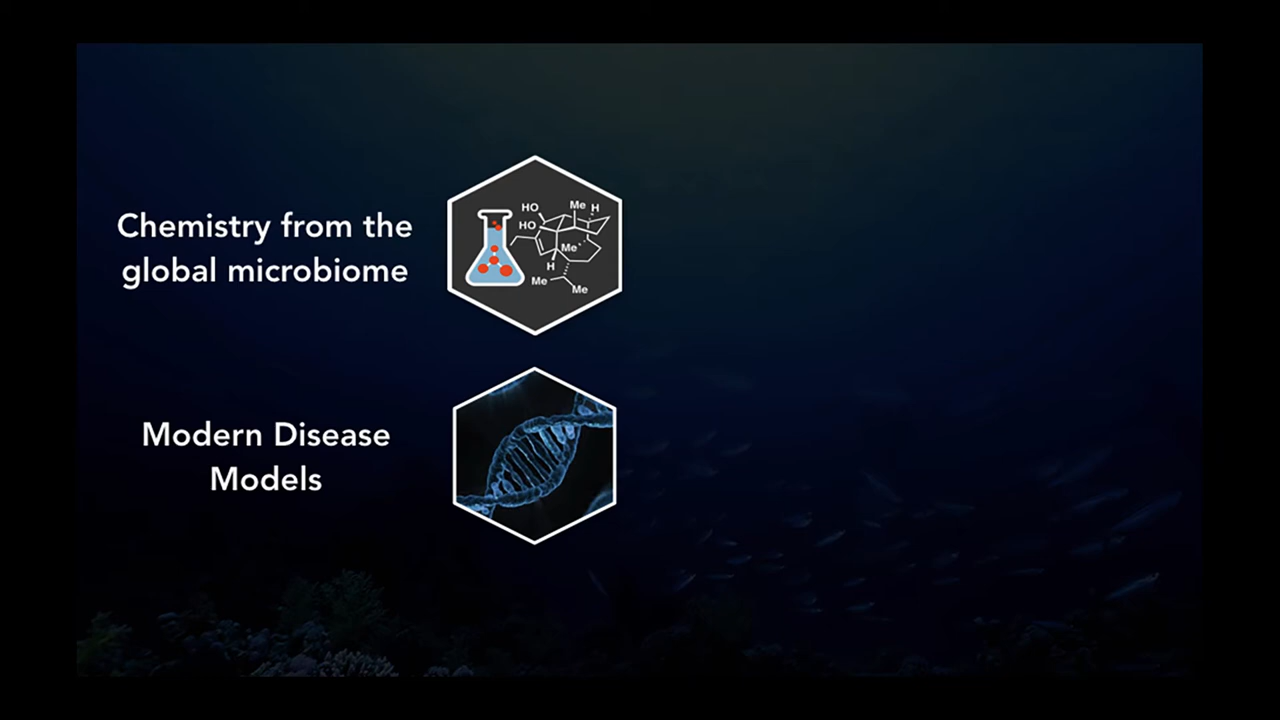 Chemistry from the
global microbiome
HO
Me
H
HO
Me
H
Me
Me
Modern Disease
Models